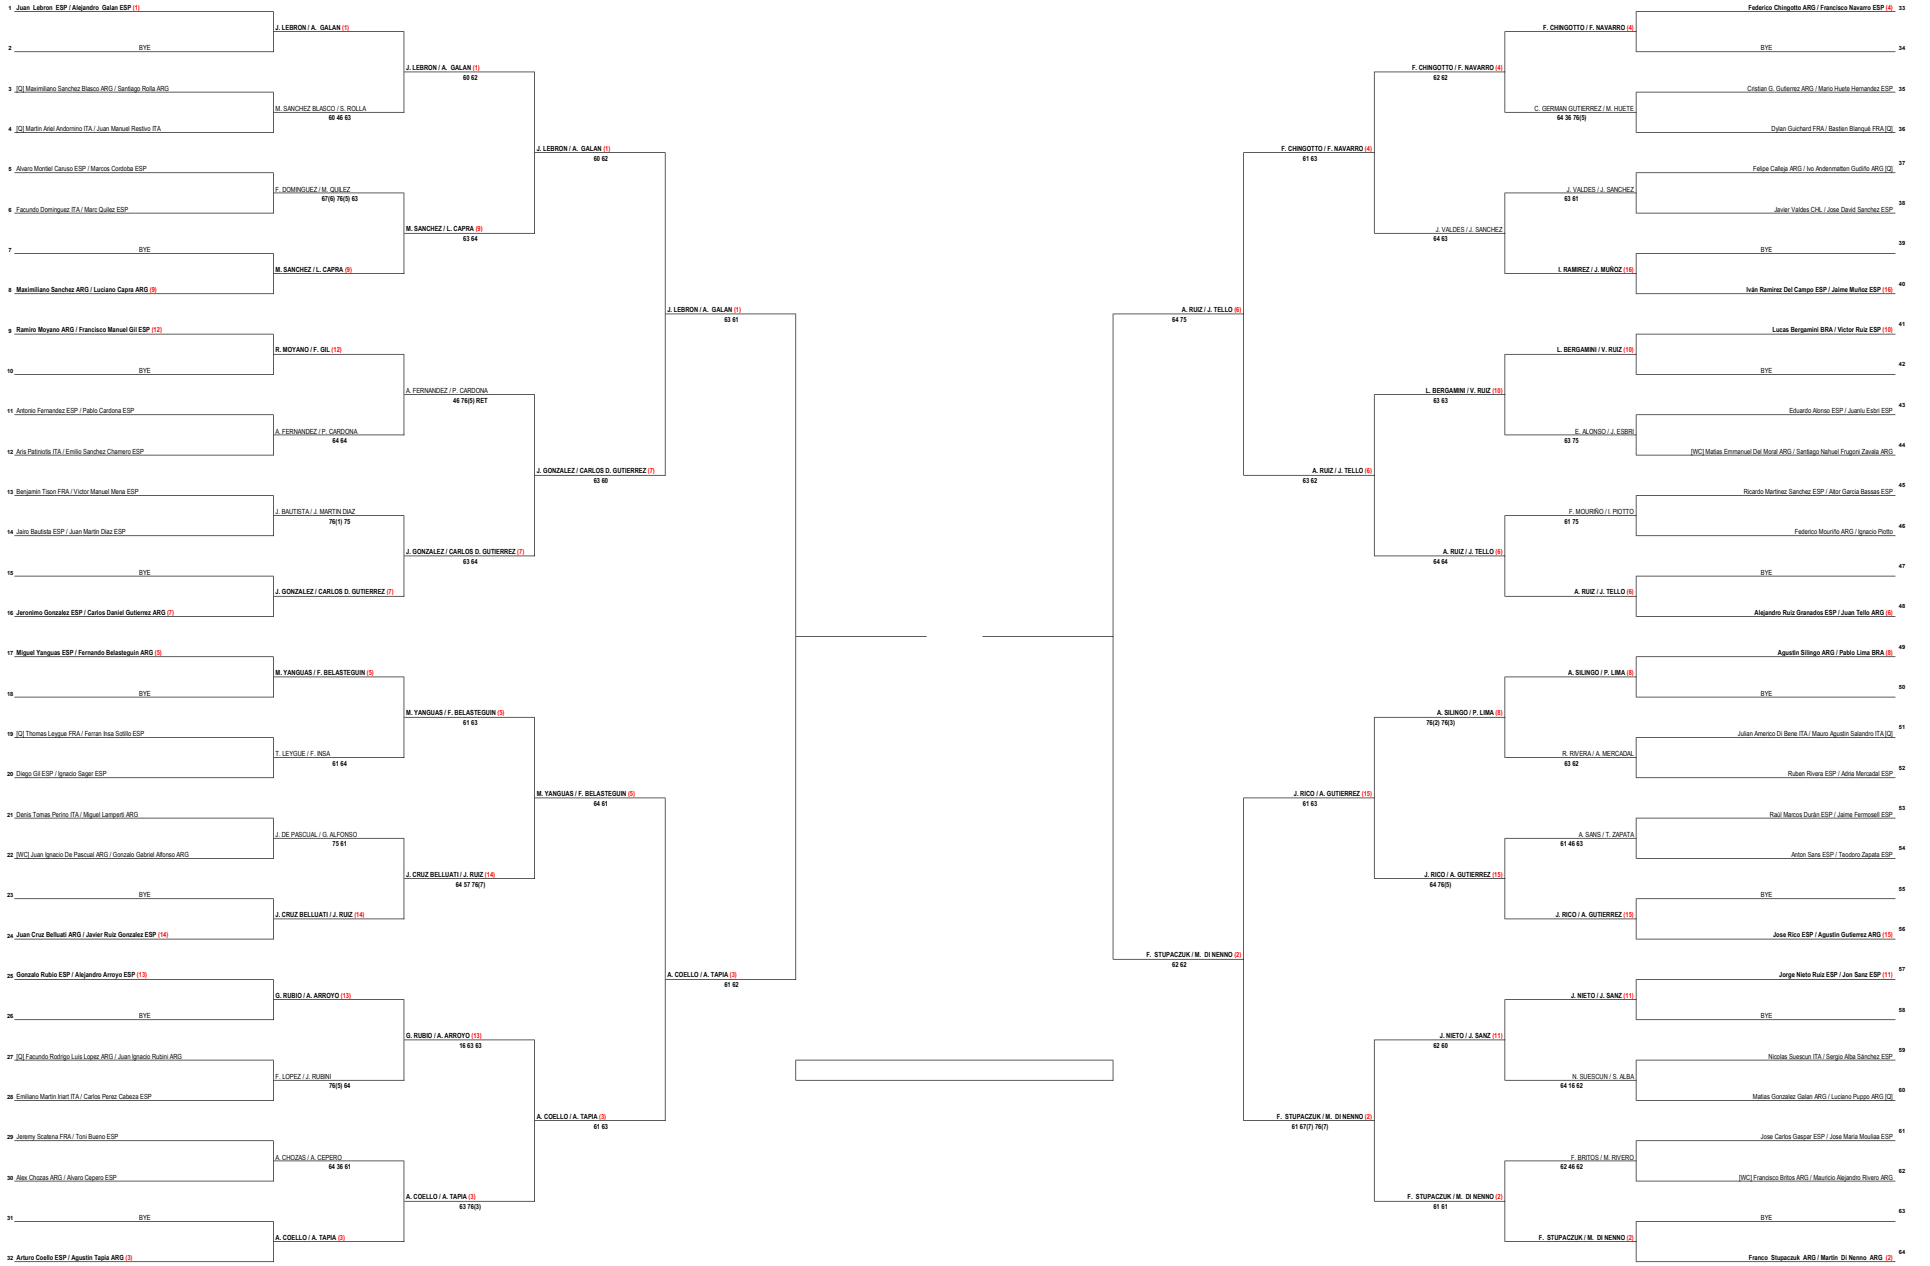 1 Juan Lebron ESP / Alejandro Galan ESP (1)
2 BYE
3 [Q] Maximiliano Sanchez Blasco ARG / Santiago Rolla ARG
4 [Q] Martin Ariel Andornino ITA / Juan Manuel Restivo ITA
5 Alvaro Montiel Caruso ESP / Marcos Cordoba ESP
6 Facundo Dominguez ITA / Marc Quilez ESP
7 BYE
8 Maximiliano Sanchez ARG / Luciano Capra ARG (9)
9 Ramiro Moyano ARG / Francisco Manuel Gil ESP (12)
10 BYE
11 Antonio Fernandez ESP / Pablo Cardona ESP
12 Aris Patiniotis ITA / Emilio Sanchez Chamero ESP
13 Benjamin Tison FRA / Victor Manuel Mena ESP
14 Jairo Bautista ESP / Juan Martin Diaz ESP
15 BYE
16 Jeronimo Gonzalez ESP / Carlos Daniel Gutierrez ARG (7)
17 Miguel Yanguas ESP / Fernando Belasteguin ARG (5)
18 BYE
19 [Q] Thomas Leygue FRA / Ferran Insa Sotillo ESP
20 Diego Gil ESP / Ignacio Sager ESP
21 Denis Tomas Perino ITA / Miguel Lamperti ARG
22 [WC] Juan Ignacio De Pascual ARG / Gonzalo Gabriel Alfonso ARG
23 BYE
24 Juan Cruz Belluati ARG / Javier Ruiz Gonzalez ESP (14)
25 Gonzalo Rubio ESP / Alejandro Arroyo ESP (13)
26 BYE
27 [Q] Facundo Rodrigo Luis Lopez ARG / Juan Ignacio Rubini ARG
28 Emiliano Martin Iriart ITA / Carlos Perez Cabeza ESP
29 Jeremy Scatena FRA / Toni Bueno ESP
30 Alex Chozas ARG / Alvaro Cepero ESP
31 BYE
32 Arturo Coello ESP / Agustin Tapia ARG (3)
J. LEBRON / A. GALAN (1)
M. SANCHEZ BLASCO / S. ROLLA
60 46 63
F. DOMINGUEZ / M. QUILEZ
67(6) 76(5) 63
M. SANCHEZ / L. CAPRA (9)
R. MOYANO / F. GIL (12)
A. FERNANDEZ / P. CARDONA
64 64
J. BAUTISTA / J. MARTIN DIAZ
76(1) 75
J. GONZALEZ / CARLOS D. GUTIERREZ (7)
M. YANGUAS / F. BELASTEGUIN (5)
T. LEYGUE / F. INSA
61 64
J. DE PASCUAL / G. ALFONSO
75 61
J. CRUZ BELLUATI / J. RUIZ (14)
G. RUBIO / A. ARROYO (13)
F. LOPEZ / J. RUBINI
76(5) 64
A. CHOZAS / A. CEPERO
64 36 61
A. COELLO / A. TAPIA (3)
J. LEBRON / A. GALAN (1)
60 62
M. SANCHEZ / L. CAPRA (9)
63 64
A. FERNANDEZ / P. CARDONA
46 76(5) RET
J. GONZALEZ / CARLOS D. GUTIERREZ (7)
63 64
M. YANGUAS / F. BELASTEGUIN (5)
61 63
J. CRUZ BELLUATI / J. RUIZ (14)
64 57 76(7)
G. RUBIO / A. ARROYO (13)
16 63 63
A. COELLO / A. TAPIA (3)
63 76(3)
J. LEBRON / A. GALAN (1)
60 62
J. GONZALEZ / CARLOS D. GUTIERREZ (7)
63 60
M. YANGUAS / F. BELASTEGUIN (5)
64 61
A. COELLO / A. TAPIA (3)
61 63
J. LEBRON / A. GALAN (1)
63 61
A. COELLO / A. TAPIA (3)
61 62
A. RUIZ / J. TELLO (6)
64 75
F. STUPACZUK / M. DI NENNO (2)
62 62
F. CHINGOTTO / F. NAVARRO (4)
61 63
A. RUIZ / J. TELLO (6)
63 62
J. RICO / A. GUTIERREZ (15)
61 63
F. STUPACZUK / M. DI NENNO (2)
61 67(7) 76(7)
F. CHINGOTTO / F. NAVARRO (4)
62 62
J. VALDES / J. SANCHEZ
64 63
L. BERGAMINI / V. RUIZ (10)
63 63
A. RUIZ / J. TELLO (6)
64 64
A. SILINGO / P. LIMA (8)
76(2) 76(3)
J. RICO / A. GUTIERREZ (15)
64 76(5)
J. NIETO / J. SANZ (11)
62 60
F. STUPACZUK / M. DI NENNO (2)
61 61
F. CHINGOTTO / F. NAVARRO (4)
C. GERMAN GUTIERREZ / M. HUETE
64 36 76(5)
J. VALDES / J. SANCHEZ
63 61
I. RAMIREZ / J. MUÑOZ (16)
L. BERGAMINI / V. RUIZ (10)
E. ALONSO / J. ESBRI
63 75
F. MOURIÑO / I. PIOTTO
61 75
A. RUIZ / J. TELLO (6)
A. SILINGO / P. LIMA (8)
R. RIVERA / A. MERCADAL
63 62
A. SANS / T. ZAPATA
61 46 63
J. RICO / A. GUTIERREZ (15)
J. NIETO / J. SANZ (11)
N. SUESCUN / S. ALBA
64 16 62
F. BRITOS / M. RIVERO
62 46 62
F. STUPACZUK / M. DI NENNO (2)
Federico Chingotto ARG / Francisco Navarro ESP (4) 33
BYE 34
Cristian G. Gutierrez ARG / Mario Huete Hernandez ESP 35
Dylan Guichard FRA / Bastien Blanqué FRA [Q] 36
Felipe Calleja ARG / Ivo Andenmatten Gudiño ARG [Q] 37
Javier Valdes CHL / Jose David Sanchez ESP 38
BYE 39
Iván Ramirez Del Campo ESP / Jaime Muñoz ESP (16) 40
Lucas Bergamini BRA / Victor Ruiz ESP (10) 41
BYE 42
Eduardo Alonso ESP / Juanlu Esbri ESP 43
[WC] Matias Emmanuel Del Moral ARG / Santiago Nahuel Frugoni Zavala ARG 44
Ricardo Martinez Sanchez ESP / Aitor Garcia Bassas ESP 45
Federico Mouriño ARG / Ignacio Piotto 46
BYE 47
Alejandro Ruiz Granados ESP / Juan Tello ARG (6) 48
Agustin Silingo ARG / Pablo Lima BRA (8) 49
BYE 50
Julian Americo Di Bene ITA / Mauro Agustin Salandro ITA [Q] 51
Ruben Rivera ESP / Adria Mercadal ESP 52
Raúl Marcos Durán ESP / Jaime Fermosell ESP 53
Anton Sans ESP / Teodoro Zapata ESP 54
BYE 55
Jose Rico ESP / Agustin Gutierrez ARG (15) 56
Jorge Nieto Ruiz ESP / Jon Sanz ESP (11) 57
BYE 58
Nicolas Suescun ITA / Sergio Alba Sánchez ESP 59
Matias Gonzalez Galan ARG / Luciano Puppo ARG [Q] 60
Jose Carlos Gaspar ESP / Jose Maria Mouliaa ESP 61
[WC] Francisco Britos ARG / Mauricio Alejandro Rivero ARG 62
BYE 63
Franco Stupaczuk ARG / Martin Di Nenno ARG (2) 64